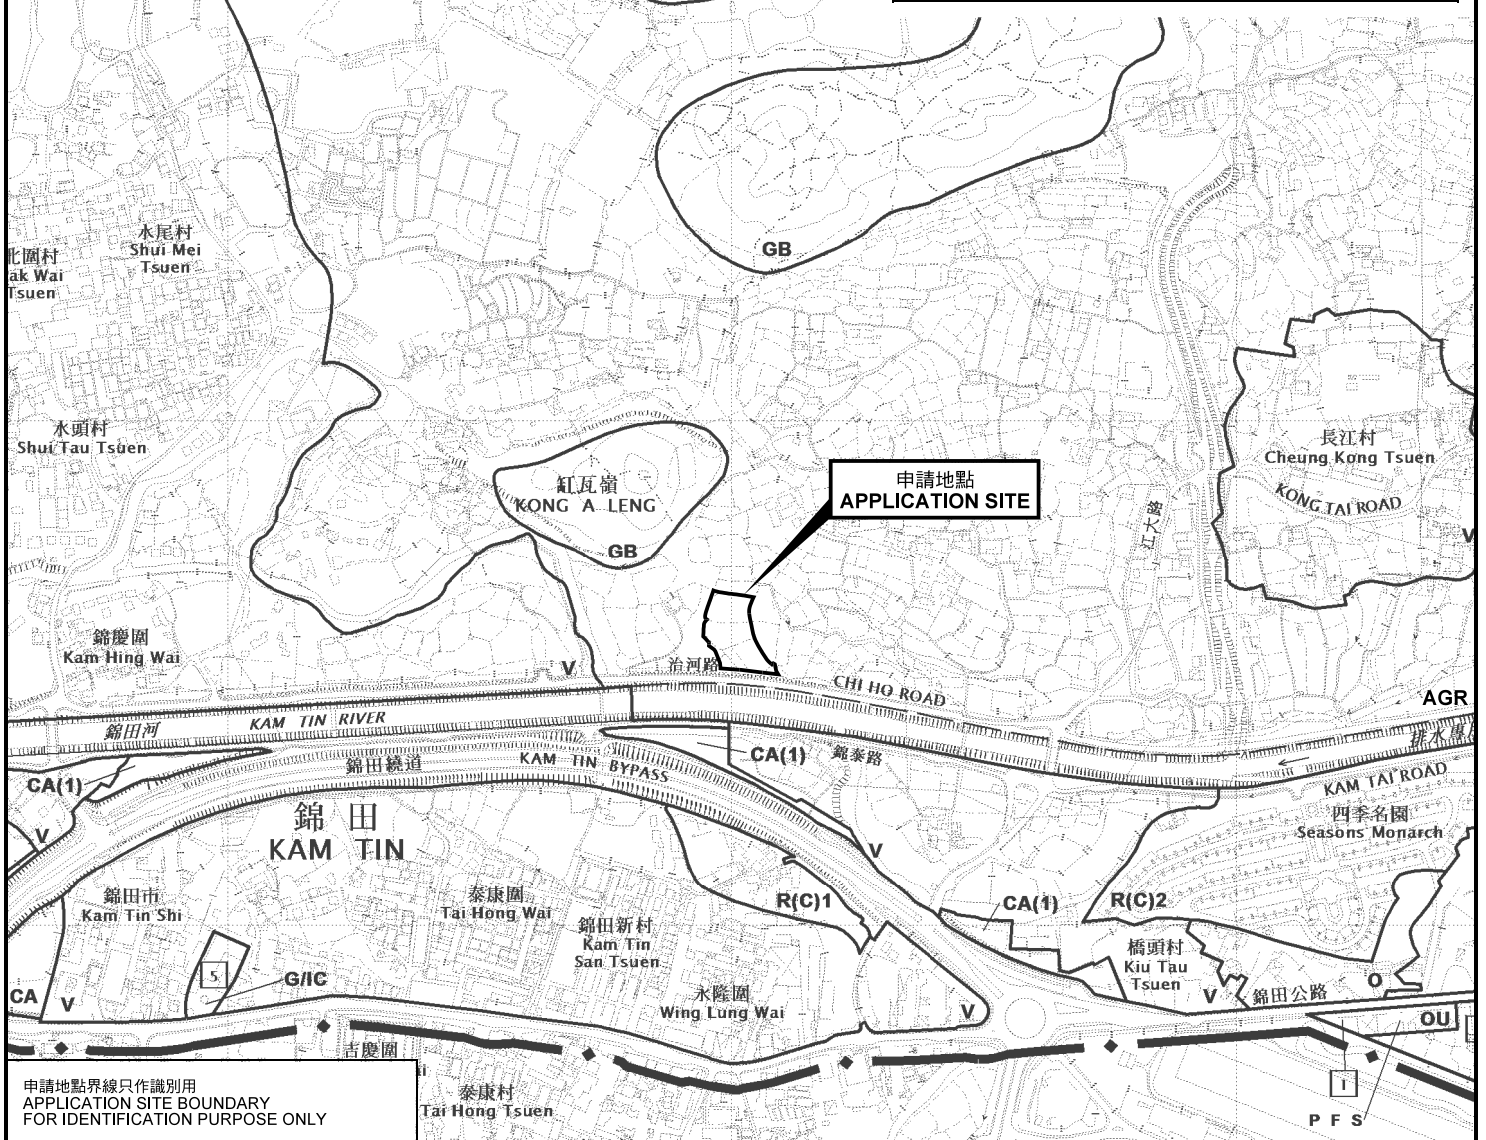 GB
水尾村
Shui Mei
Tsuen
北圍村
ak Wai
Tsuen
水頭村
Shui Tau Tsuen
缸瓦嶺
KONG A LENG
GB
申請地點
APPLICATION SITE
長江村
Cheung Kong Tsuen
KONG TAI ROAD
江大路
V
錦慶圍
Kam Hing Wai
V
治河路
CHI HO ROAD
AGR
錦田河
KAM TIN RIVER
CA(1)
錦田繞道
KAM TIN BYPASS
CA(1)
錦泰路
KAM TAI ROAD
四季名園
Seasons Monarch
V
錦田
KAM TIN
V
錦田市
Kam Tin Shi
泰康圍
Tai Hong Wai
錦田新村
Kam Tin
San Tsuen
R(C)1
CA(1)
R(C)2
橋頭村
Kiu Tau
Tsuen
V
錦田公路
O
OU
5
G/IC
CA
V
永隆圍
Wing Lung Wai
V
吉慶圍
泰康村
Tai Hong Tsuen
1
P F S
申請地點界線只作識別用
APPLICATION SITE BOUNDARY
FOR IDENTIFICATION PURPOSE ONLY